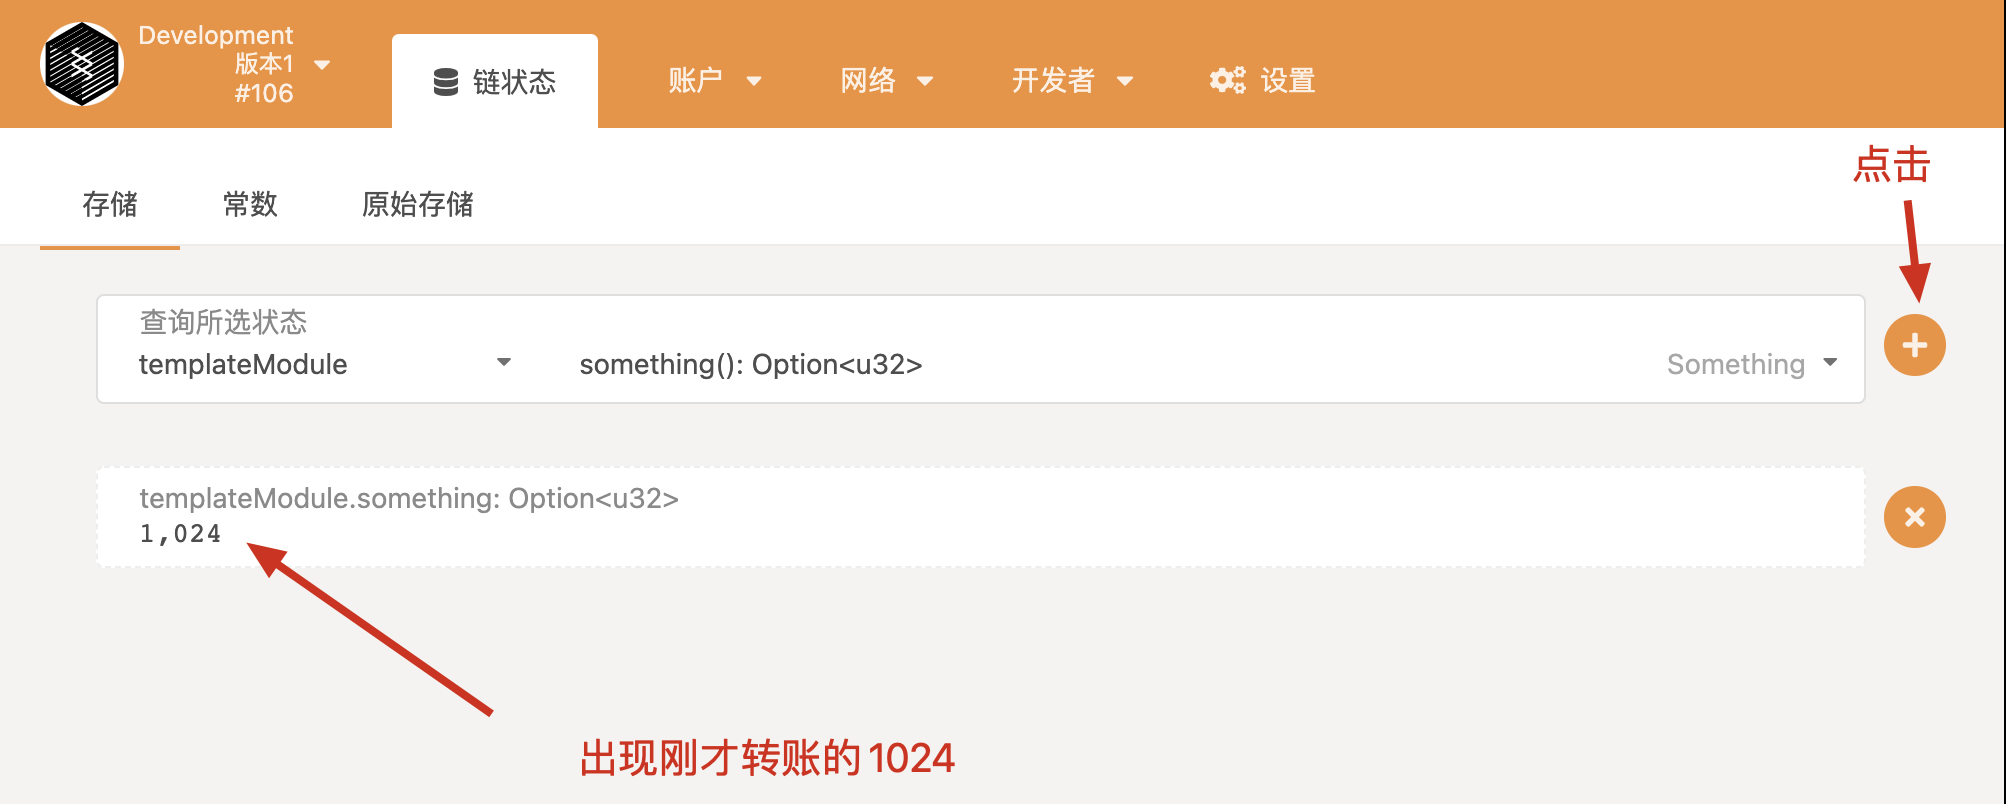 Development
版本1
#106
链状态
账户
网络
开发者
设置
点击
存储
常数
原始存储
查询所选状态
templateModule
something(): Option<u32>
Something
templateModule.something: Option<u32>
1,024
出现刚才转账的1024